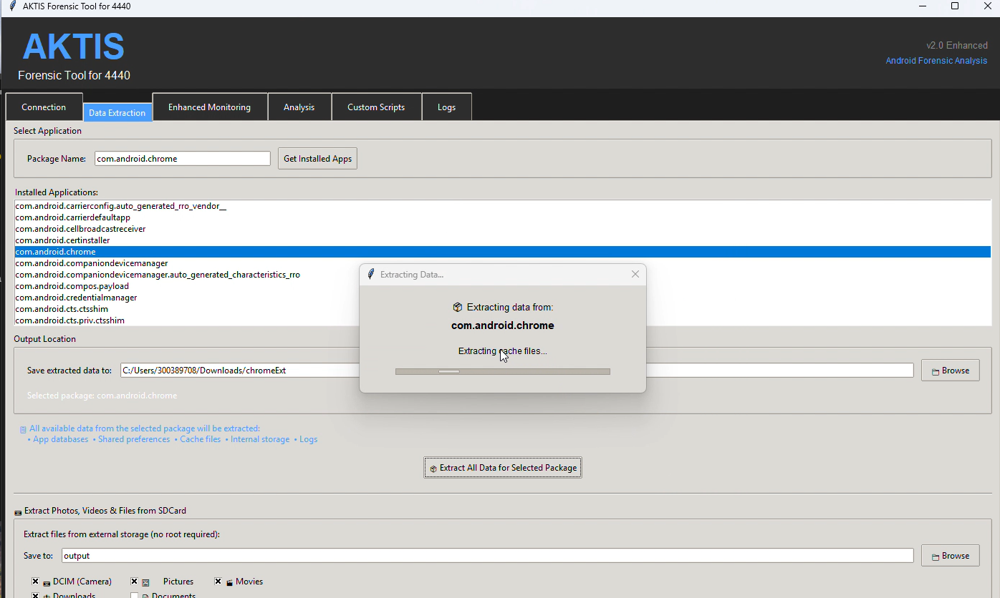 AKTIS Forensic Tool for 4440
AKTIS
Forensic Tool for 4440
v2.0 Enhanced
Android Forensic Analysis
Connection
Data Extraction
Enhanced Monitoring
Analysis
Custom Scripts
Logs
Select Application
Package Name: com.android.chrome Get Installed Apps
Installed Applications:
com.android.carrierconfig.auto_generated_rro_vendor__
com.android.carrierdefaultapp
com.android.cellbroadcastreceiver
com.android.certinstaller
com.android.chrome
com.android.companiondevicemanager
com.android.companiondevicemanager.auto_generated_characteristics_rro
com.android.compos.payload
com.android.credentialmanager
com.android.cts.ctsshim
com.android.cts.priv.ctsshim
Extracting Data...
Extracting data from:
com.android.chrome
Extracting cache files...
Output Location
Save extracted data to: C:/Users/300389708/Downloads/chromeExt Browse
Selected package: com.android.chrome
All available data from the selected package will be extracted:
• App databases • Shared preferences • Cache files • Internal storage • Logs
Extract All Data for Selected Package
Extract Photos, Videos & Files from SDCard
Extract files from external storage (no root required):
Save to: output Browse
DCIM (Camera) Pictures Movies
Downloads Documents